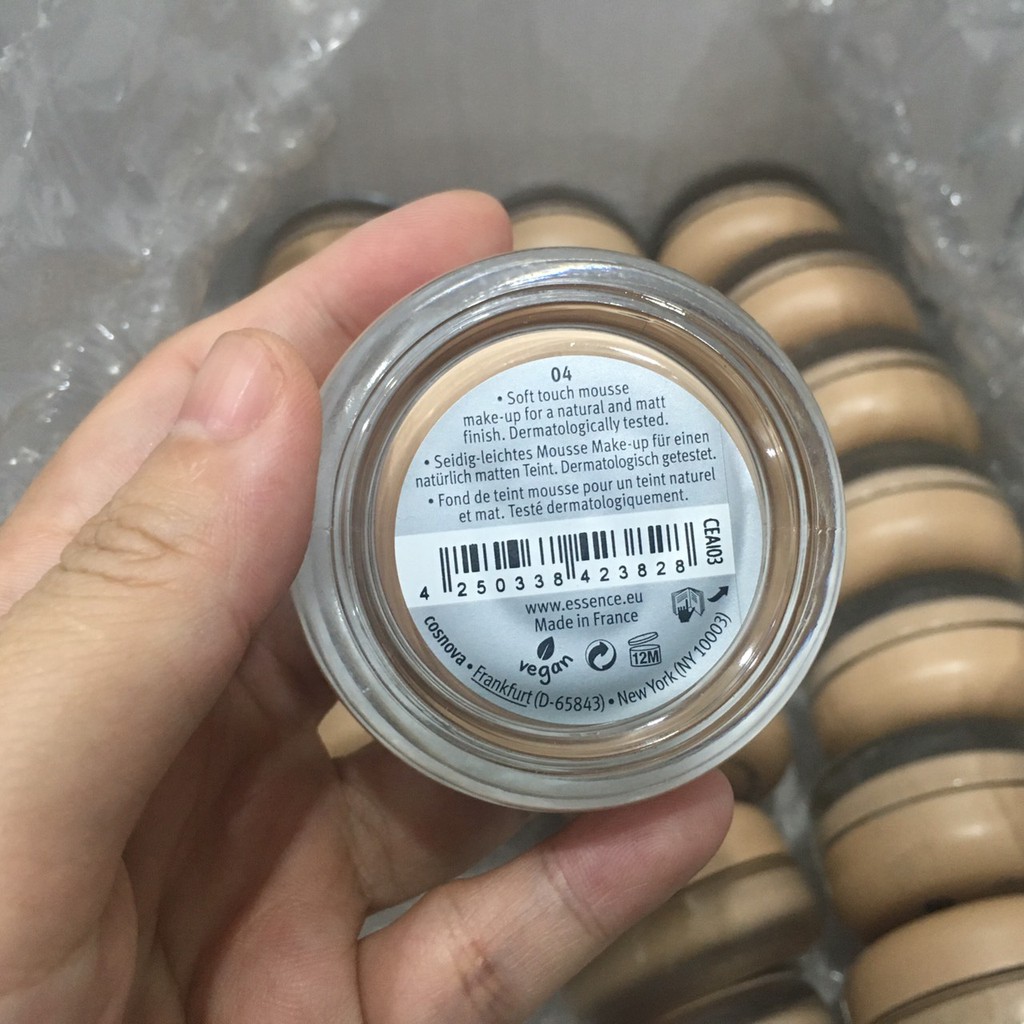 04
• Soft touch mousse
make-up for a natural and matt
finish. Dermatologically tested.
• Seidig-leichtes Mousse Make-up für einen
natürlich matten Teint. Dermatologisch getestet.
• Fond de teint mousse pour un teint naturel
et mat. Testé dermatologiquement.
CEAI03
4 250338 423828
www.essence.eu
Made in France
vegan
12M
cosnova • Frankfurt (D-65843) • New York (NY 10003)